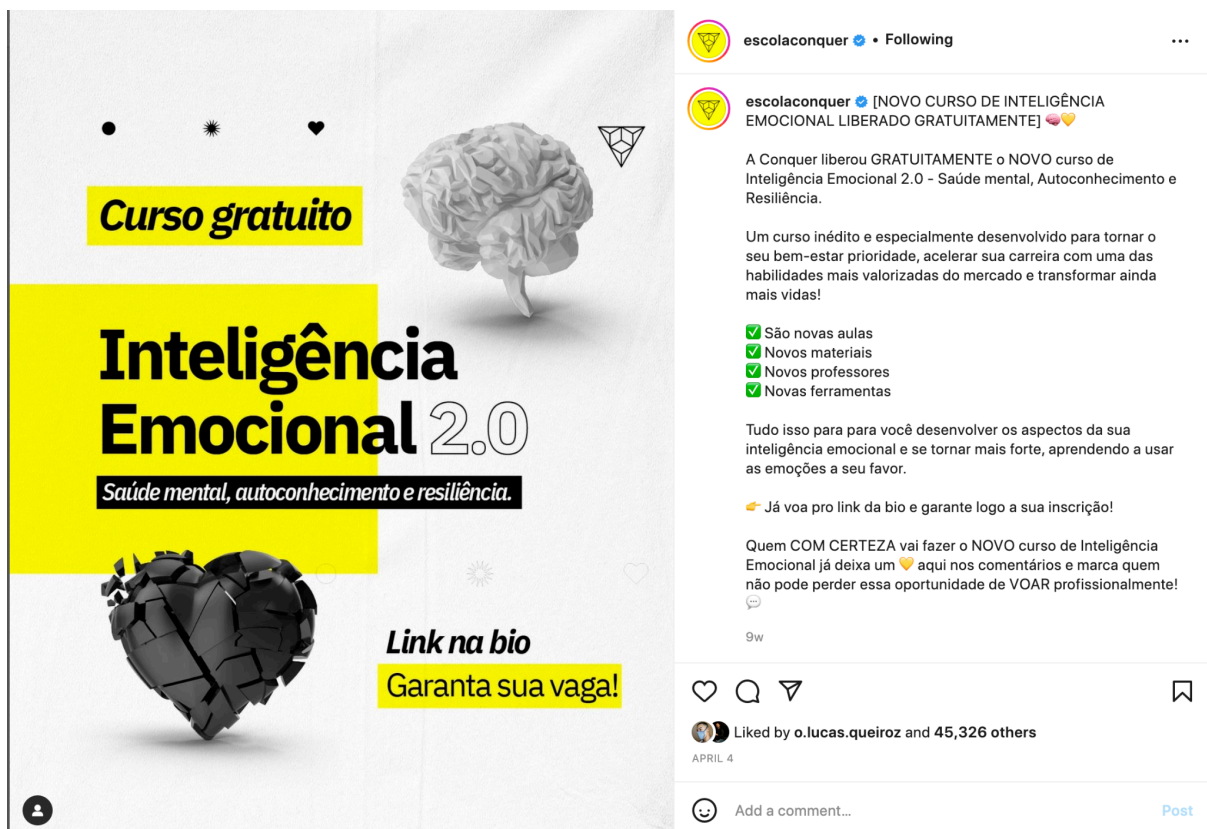 Curso gratuito
Inteligência
Emocional 2.0
Saúde mental, autoconhecimento e resiliência.
Link na bio
Garanta sua vaga!
escolaconquer • Following
escolaconquer [NOVO CURSO DE INTELIGÊNCIA
EMOCIONAL LIBERADO GRATUITAMENTE] 🧠💛
A Conquer liberou GRATUITAMENTE o NOVO curso de
Inteligência Emocional 2.0 - Saúde mental, Autoconhecimento e
Resiliência.
Um curso inédito e especialmente desenvolvido para tornar o
seu bem-estar prioridade, acelerar sua carreira com uma das
habilidades mais valorizadas do mercado e transformar ainda
mais vidas!
✅ São novas aulas
✅ Novos materiais
✅ Novos professores
✅ Novas ferramentas
Tudo isso para para você desenvolver os aspectos da sua
inteligência emocional e se tornar mais forte, aprendendo a usar
as emoções a seu favor.
👉 Já voa pro link da bio e garante logo a sua inscrição!
Quem COM CERTEZA vai fazer o NOVO curso de Inteligência
Emocional já deixa um 💛 aqui nos comentários e marca quem
não pode perder essa oportunidade de VOAR profissionalmente!
💬
9w
Liked by o.lucas.queiroz and 45,326 others
APRIL 4
Add a comment...
Post